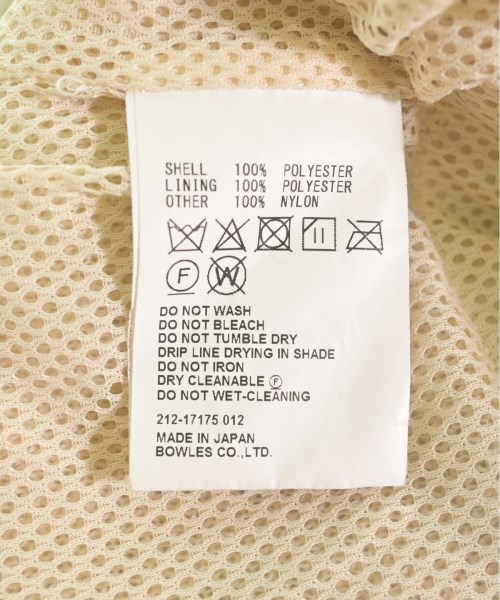 SHELL 100% POLYESTER
LINING 100% POLYESTER
OTHER 100% NYLON
F W
DO NOT WASH
DO NOT BLEACH
DO NOT TUMBLE DRY
DRIP LINE DRYING IN SHADE
DO NOT IRON
DRY CLEANABLE Ⓕ
DO NOT WET-CLEANING
212-17175 012
MADE IN JAPAN
BOWLES CO.,LTD.